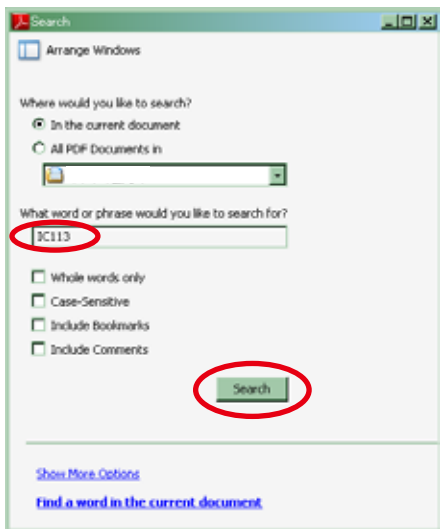 Search
Arrange Windows
Where would you like to search?
In the current document
All PDF Documents in
What word or phrase would you like to search for?
IC113
Whole words only
Case-Sensitive
Include Bookmarks
Include Comments
Search
Show More Options
Find a word in the current document